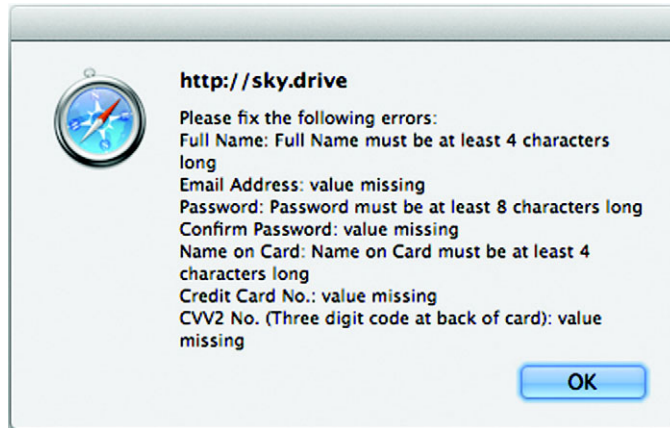 http://sky.drive
Please fix the following errors:
Full Name: Full Name must be at least 4 characters
long
Email Address: value missing
Password: Password must be at least 8 characters long
Confirm Password: value missing
Name on Card: Name on Card must be at least 4
characters long
Credit Card No.: value missing
CVV2 No. (Three digit code at back of card): value
missing
OK